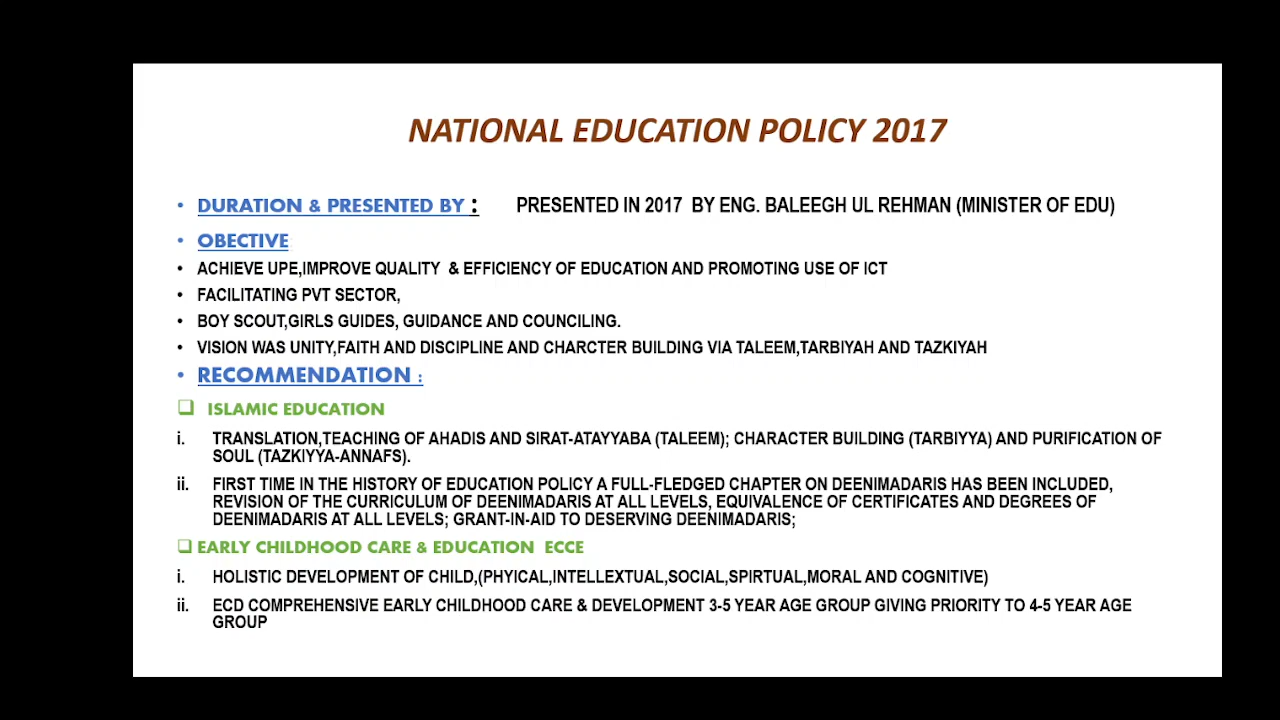 NATIONAL EDUCATION POLICY 2017
• DURATION & PRESENTED BY : PRESENTED IN 2017 BY ENG. BALEEGH UL REHMAN (MINISTER OF EDU)
• OBECTIVE
• ACHIEVE UPE,IMPROVE QUALITY & EFFICIENCY OF EDUCATION AND PROMOTING USE OF ICT
• FACILITATING PVT SECTOR,
• BOY SCOUT,GIRLS GUIDES, GUIDANCE AND COUNCILING.
• VISION WAS UNITY,FAITH AND DISCIPLINE AND CHARCTER BUILDING VIA TALEEM,TARBIYAH AND TAZKIYAH
• RECOMMENDATION :
❑ ISLAMIC EDUCATION
i. TRANSLATION,TEACHING OF AHADIS AND SIRAT-ATAYYABA (TALEEM); CHARACTER BUILDING (TARBIYYA) AND PURIFICATION OF
SOUL (TAZKIYYA-ANNAFS).
ii. FIRST TIME IN THE HISTORY OF EDUCATION POLICY A FULL-FLEDGED CHAPTER ON DEENIMADARIS HAS BEEN INCLUDED,
REVISION OF THE CURRICULUM OF DEENIMADARIS AT ALL LEVELS, EQUIVALENCE OF CERTIFICATES AND DEGREES OF
DEENIMADARIS AT ALL LEVELS; GRANT-IN-AID TO DESERVING DEENIMADARIS;
❑ EARLY CHILDHOOD CARE & EDUCATION ECCE
i. HOLISTIC DEVELOPMENT OF CHILD,(PHYICAL,INTELLEXTUAL,SOCIAL,SPIRTUAL,MORAL AND COGNITIVE)
ii. ECD COMPREHENSIVE EARLY CHILDHOOD CARE & DEVELOPMENT 3-5 YEAR AGE GROUP GIVING PRIORITY TO 4-5 YEAR AGE
GROUP